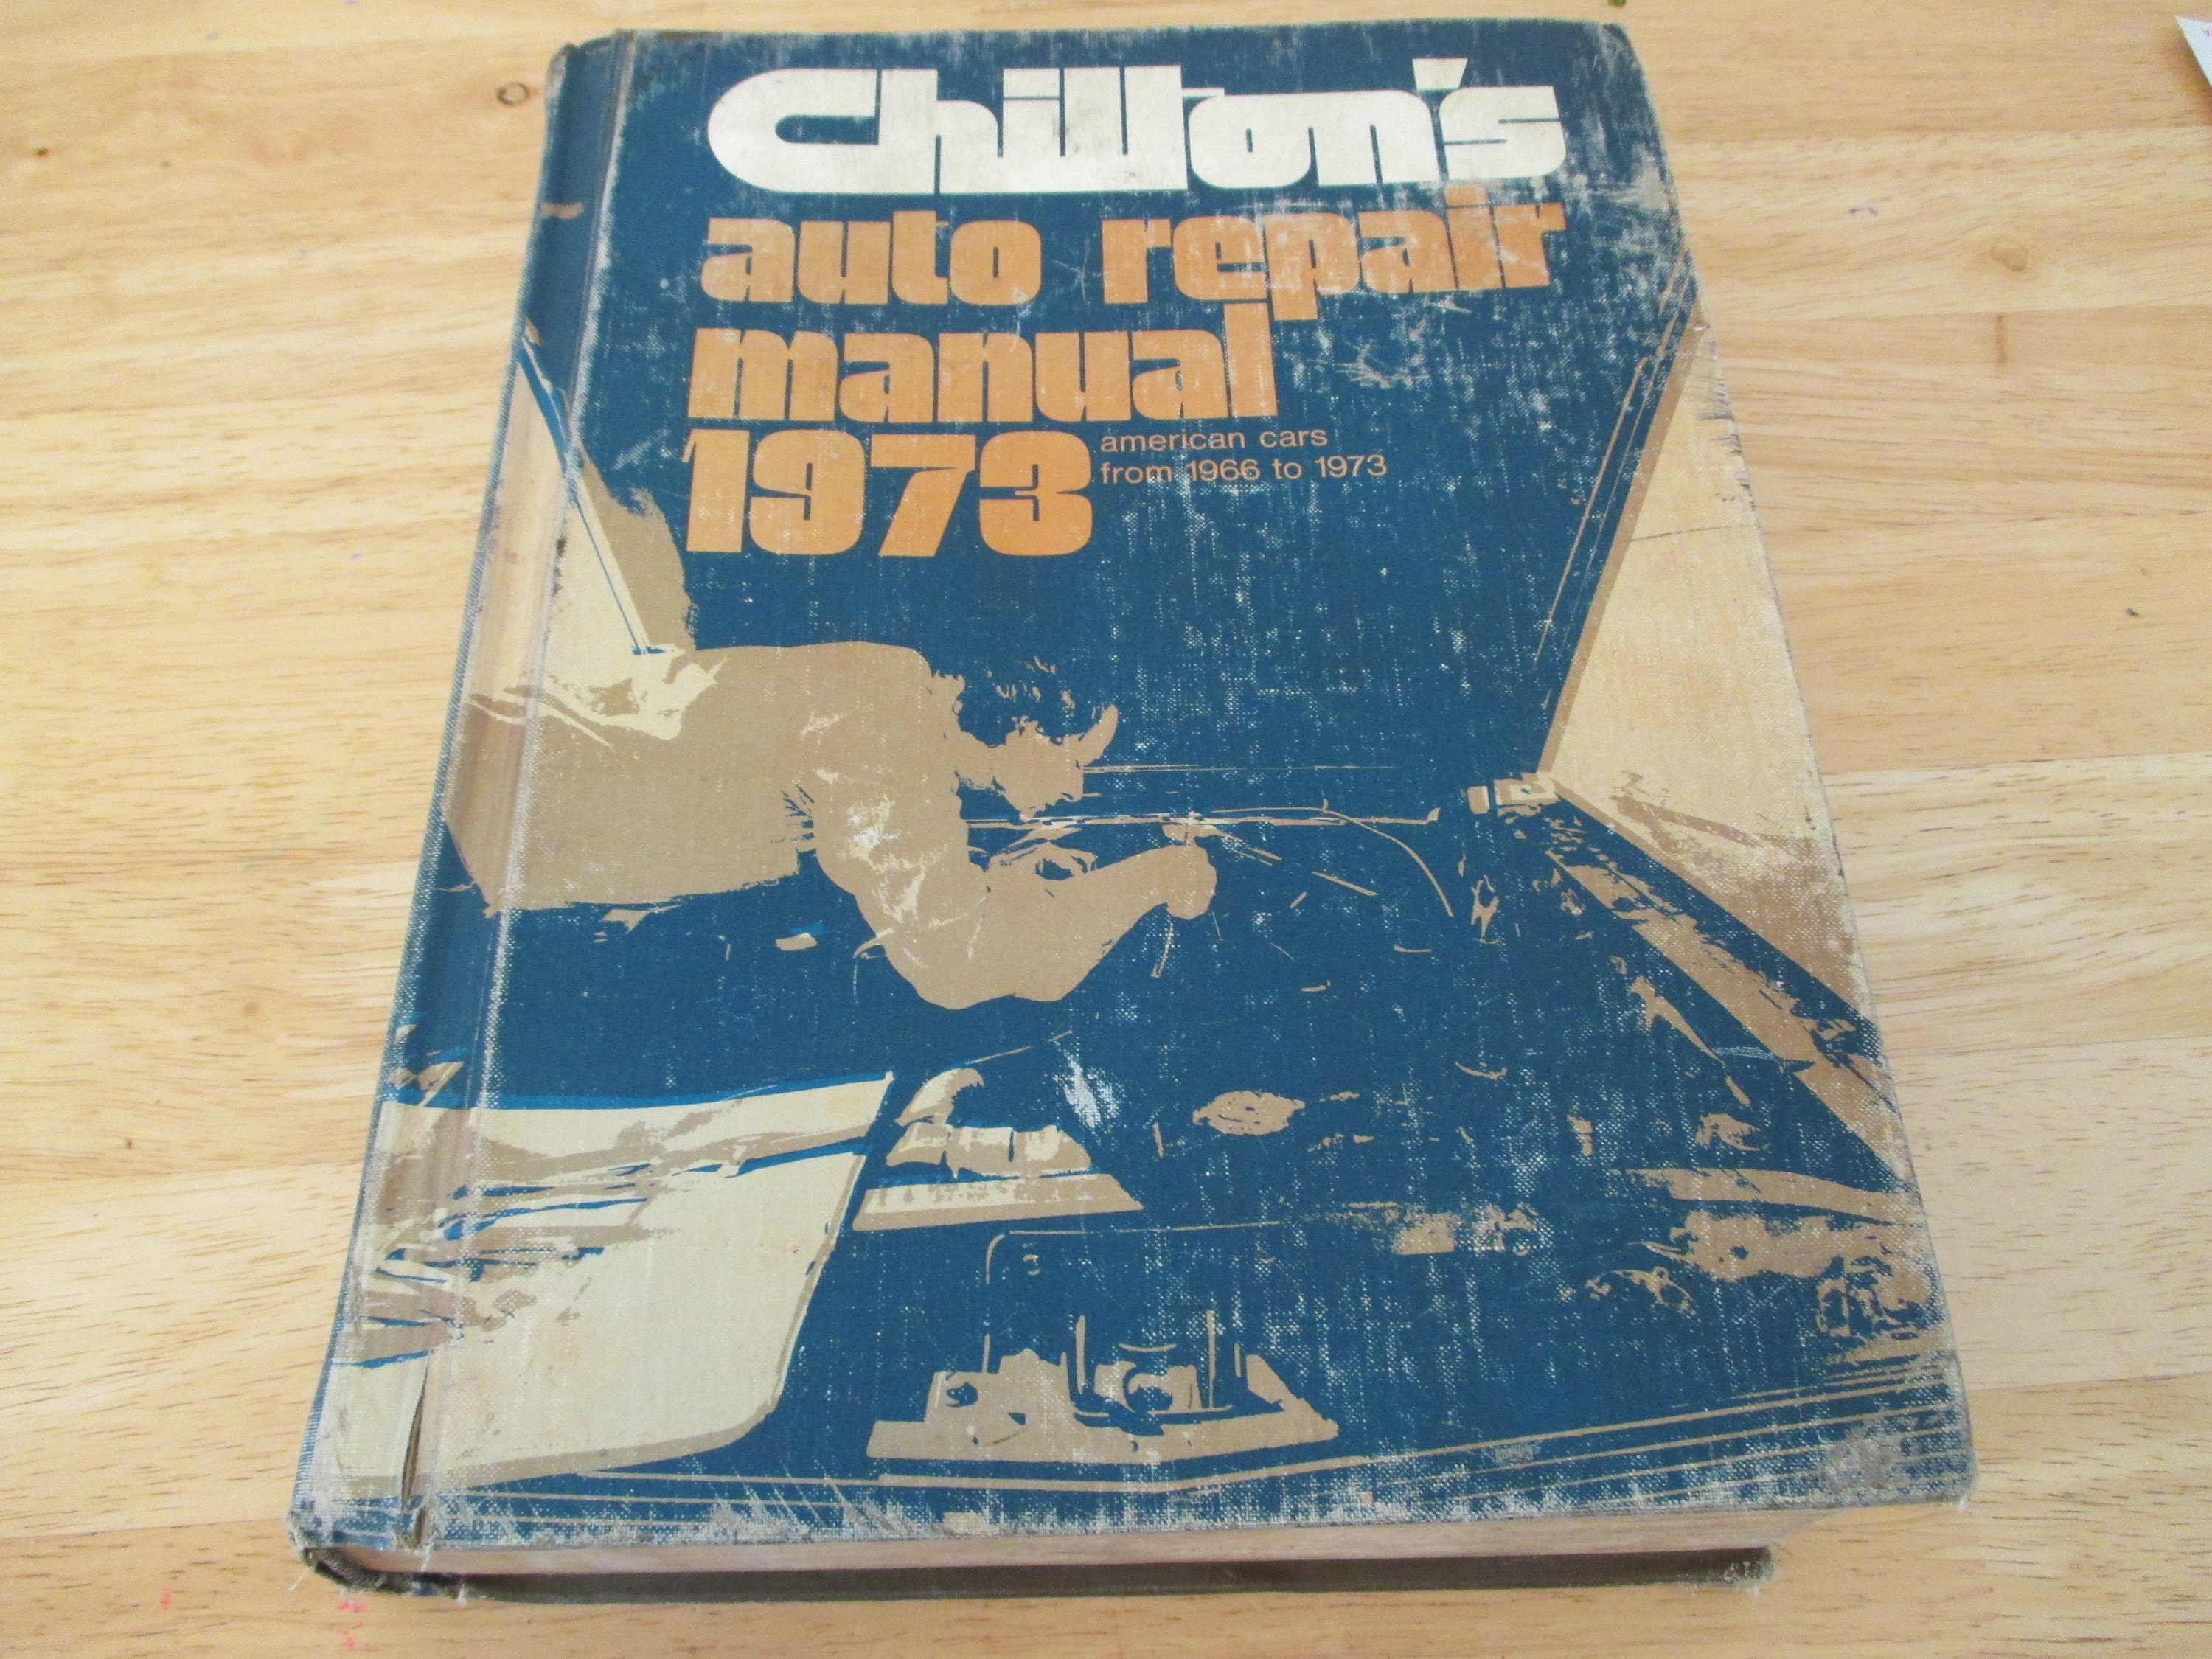 Chilton's
auto repair
manual
1973
american cars
from 1966 to 1973